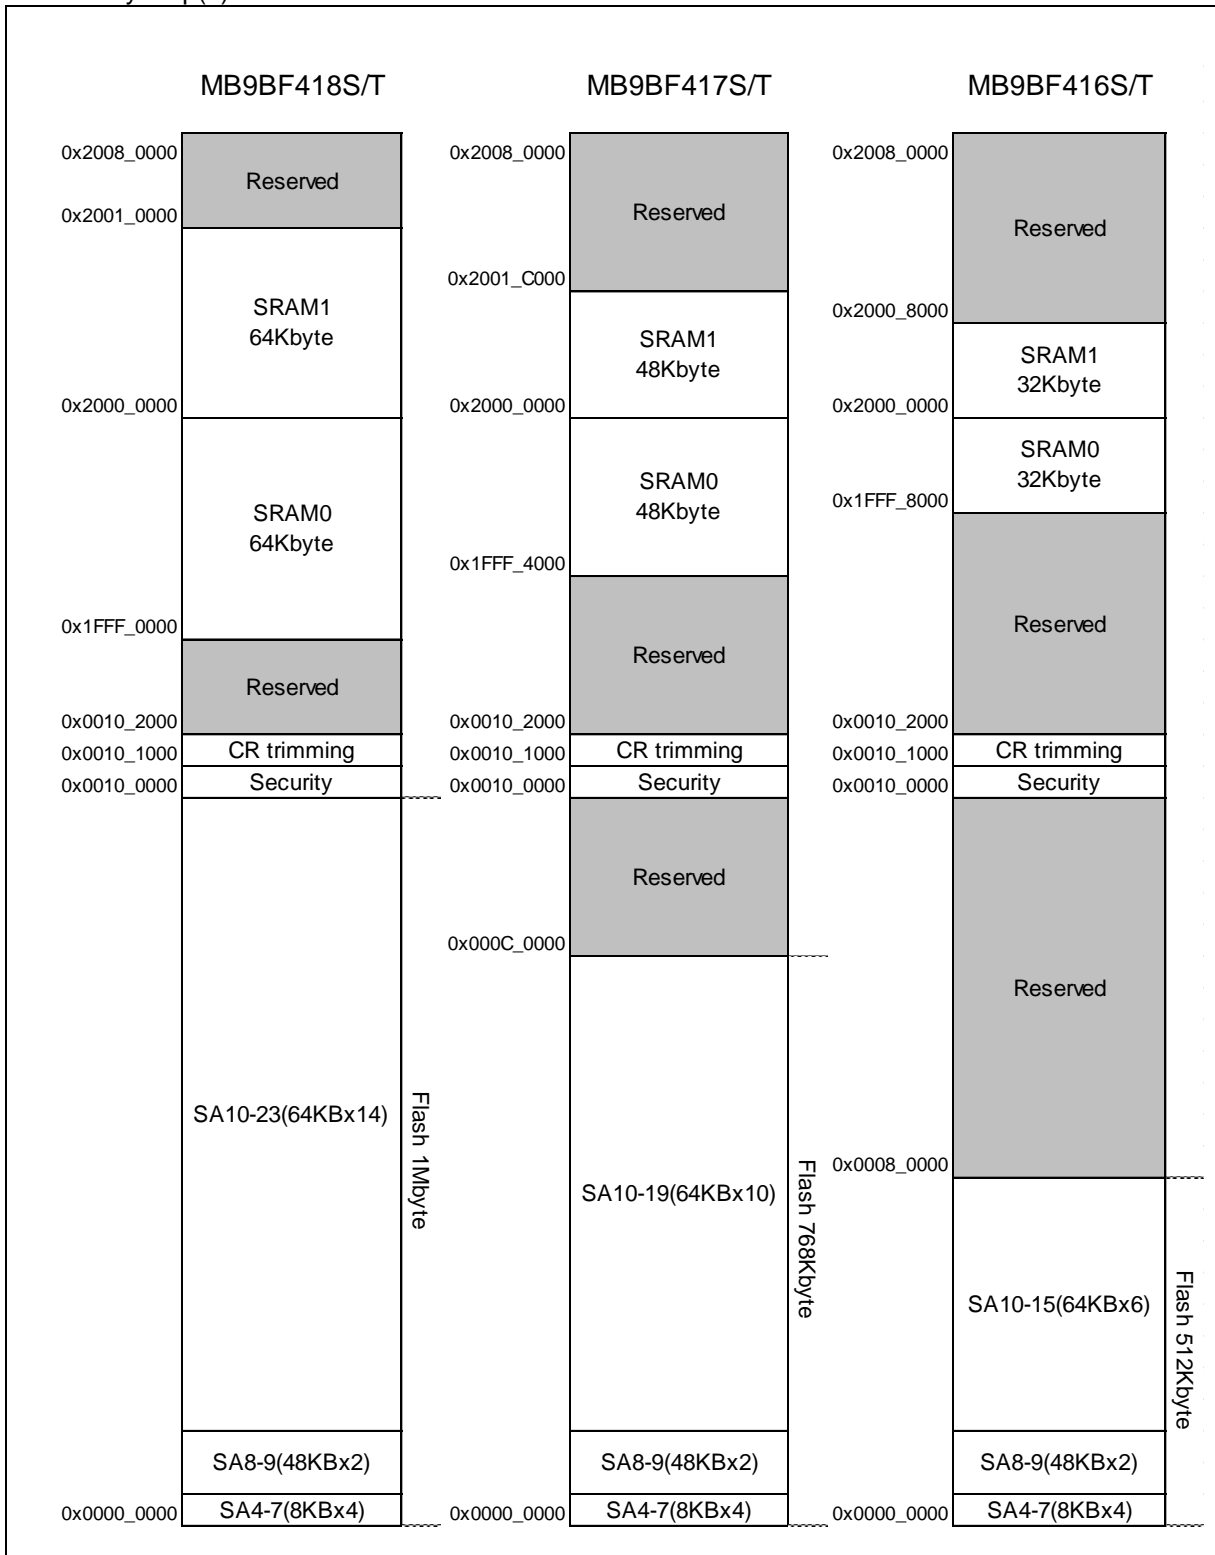 MB9BF418S/T
0x2008_0000
Reserved
0x2001_0000
SRAM1
64Kbyte
0x2000_0000
SRAM0
64Kbyte
0x1FFF_0000
Reserved
0x0010_2000
CR trimming
0x0010_1000
Security
0x0010_0000
SA10-23(64KBx14)
Flash 1Mbyte
SA8-9(48KBx2)
SA4-7(8KBx4)
0x0000_0000
MB9BF417S/T
0x2008_0000
Reserved
0x2001_C000
SRAM1
48Kbyte
0x2000_0000
SRAM0
48Kbyte
0x1FFF_4000
Reserved
0x0010_2000
CR trimming
0x0010_1000
Security
0x0010_0000
Reserved
0x000C_0000
SA10-19(64KBx10)
Flash 768Kbyte
SA8-9(48KBx2)
SA4-7(8KBx4)
0x0000_0000
MB9BF416S/T
0x2008_0000
Reserved
0x2000_8000
SRAM1
32Kbyte
0x2000_0000
SRAM0
32Kbyte
0x1FFF_8000
Reserved
0x0010_2000
CR trimming
0x0010_1000
Security
0x0010_0000
Reserved
0x0008_0000
SA10-15(64KBx6)
Flash 512Kbyte
SA8-9(48KBx2)
SA4-7(8KBx4)
0x0000_0000